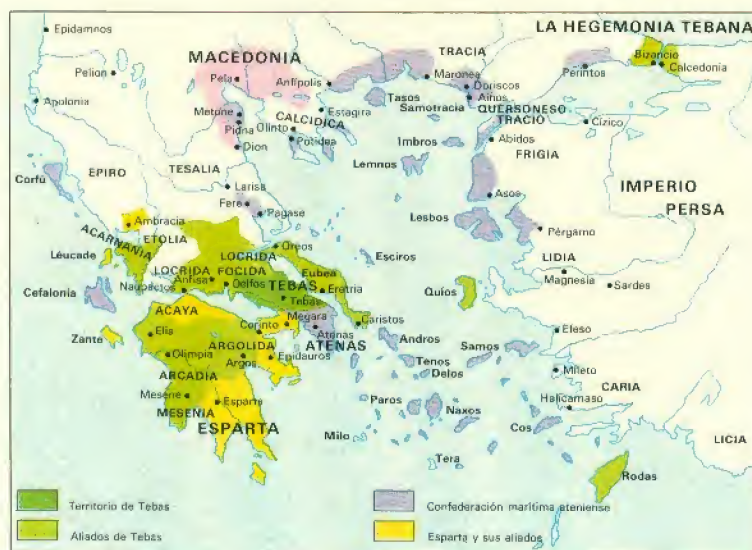 LA HEGEMONIA TEBANA
Epidamnos
MACEDONIA
TRACIA
Pelion
Pela
Anfípolis
Maronea
Doriscos
Ainos
Perintos
Bizancio
Calcedonia
Apolonia
Tasos
Samotracia
QUERSONESO
TRACIO
Metone
Pidna
CALCIDICA
Estagira
Olinto
Potidea
Dion
Imbros
Abidos
Cízico
FRIGIA
EPIRO
TESALIA
Lemnos
Larisa
Corfú
Fere
Pagase
Asos
Lesbos
IMPERIO
PERSA
Ambracia
ETOLIA
ACARNANIA
Pérgamo
Léucade
LOCRIDA
Oreos
Esciros
LIDIA
LOCRIDA
FOCIDA
Anfisa
Delfos
TEBAS
Eubea
Eretria
Magnesia
Sardes
Cefalonia
Naupactos
Tebas
Quíos
ACAYA
Megara
Corinto
Atenas
Caristos
Zante
Elis
ATENAS
Andros
Efeso
ARGOLIDA
Samos
Olimpia
Argos
Epidauros
Tenos
Delos
Mileto
ARCADIA
CARIA
Mesene
Esparta
Paros
Naxos
Halicarnaso
MESENIA
ESPARTA
Milo
Cos
Tera
LICIA
Rodas
Territorio de Tebas
Confederación marítima ateniense
Aliados de Tebas
Esparta y sus aliados